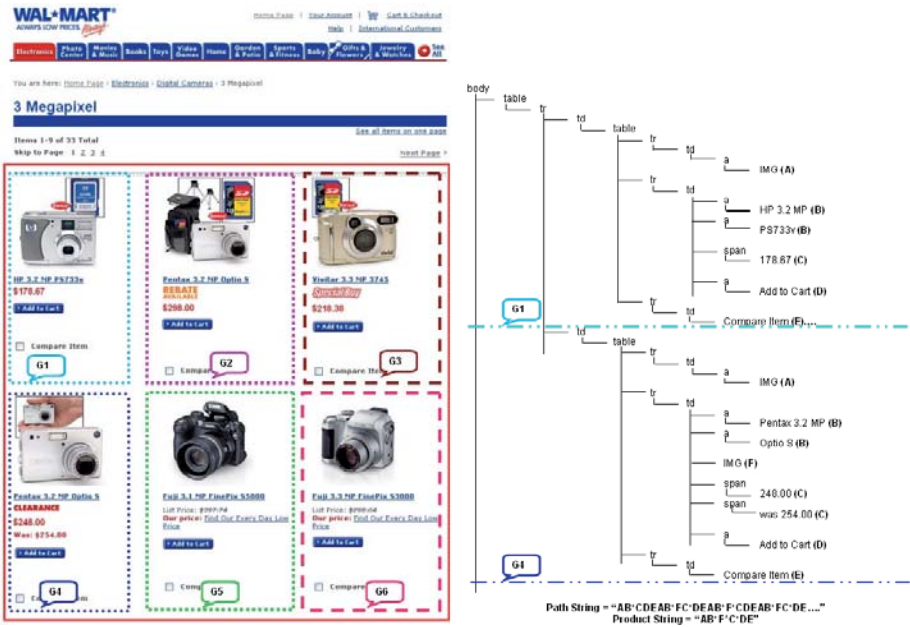 WAL★MART®
ALWAYS LOW PRICES. Always.
Home Page | Your Account | Cart & Checkout
Help | International Customers
Electronics
Photo Center
Movies & Music
Books
Toys
Video Games
Home
Garden & Patio
Sports & Fitness
Baby
Gifts & Flowers
Jewelry & Watches
See All
You are here: Home Page › Electronics › Digital Cameras › 3 Megapixel
3 Megapixel
See all items on one page
Items 1-9 of 33 Total
Skip to Page 1 2 3 4
Next Page >
HP 3.2 MP PS733v
$178.67
Add to Cart
Compare Item
G1
Pentax 3.2 MP Optio S
REBATE
AVAILABLE
$298.00
Add to Cart
Compar
G2
Vivitar 3.3 MP 3745
Special Buy
$218.38
Add to Cart
Compare Item
G3
Pentax 3.2 MP Optio S
CLEARANCE
$248.00
Was: $254.00
Add to Cart
G4
Fuji 3.1 MP FinePix S5000
List Price:
Our price: Find Our Every Day Low
Price
Add to Cart
Com
G5
Fuji 3.3 MP FinePix S3000
List Price:
Our price: Find Our Every Day Low
Price
Add to Cart
Compare
G6
body
table
tr
td
table
tr
td
a
IMG (A)
tr
td
a
HP 3.2 MP (B)
a
PS733v (B)
span
178.67 (C)
a
Add to Cart (D)
tr
td
Compare Item (E)....
G1
tr
td
table
tr
td
a
IMG (A)
tr
td
a
Pentax 3.2 MP (B)
a
Optio S (B)
IMG (F)
span
248.00 (C)
span
was 254.00 (C)
a
Add to Cart (D)
tr
td
Compare Item (E)
G4
Path String = "AB*CDEAB*FC*DEAB*F*CDEAB*FC*DE...."
Product String = "AB*F*C*DE"